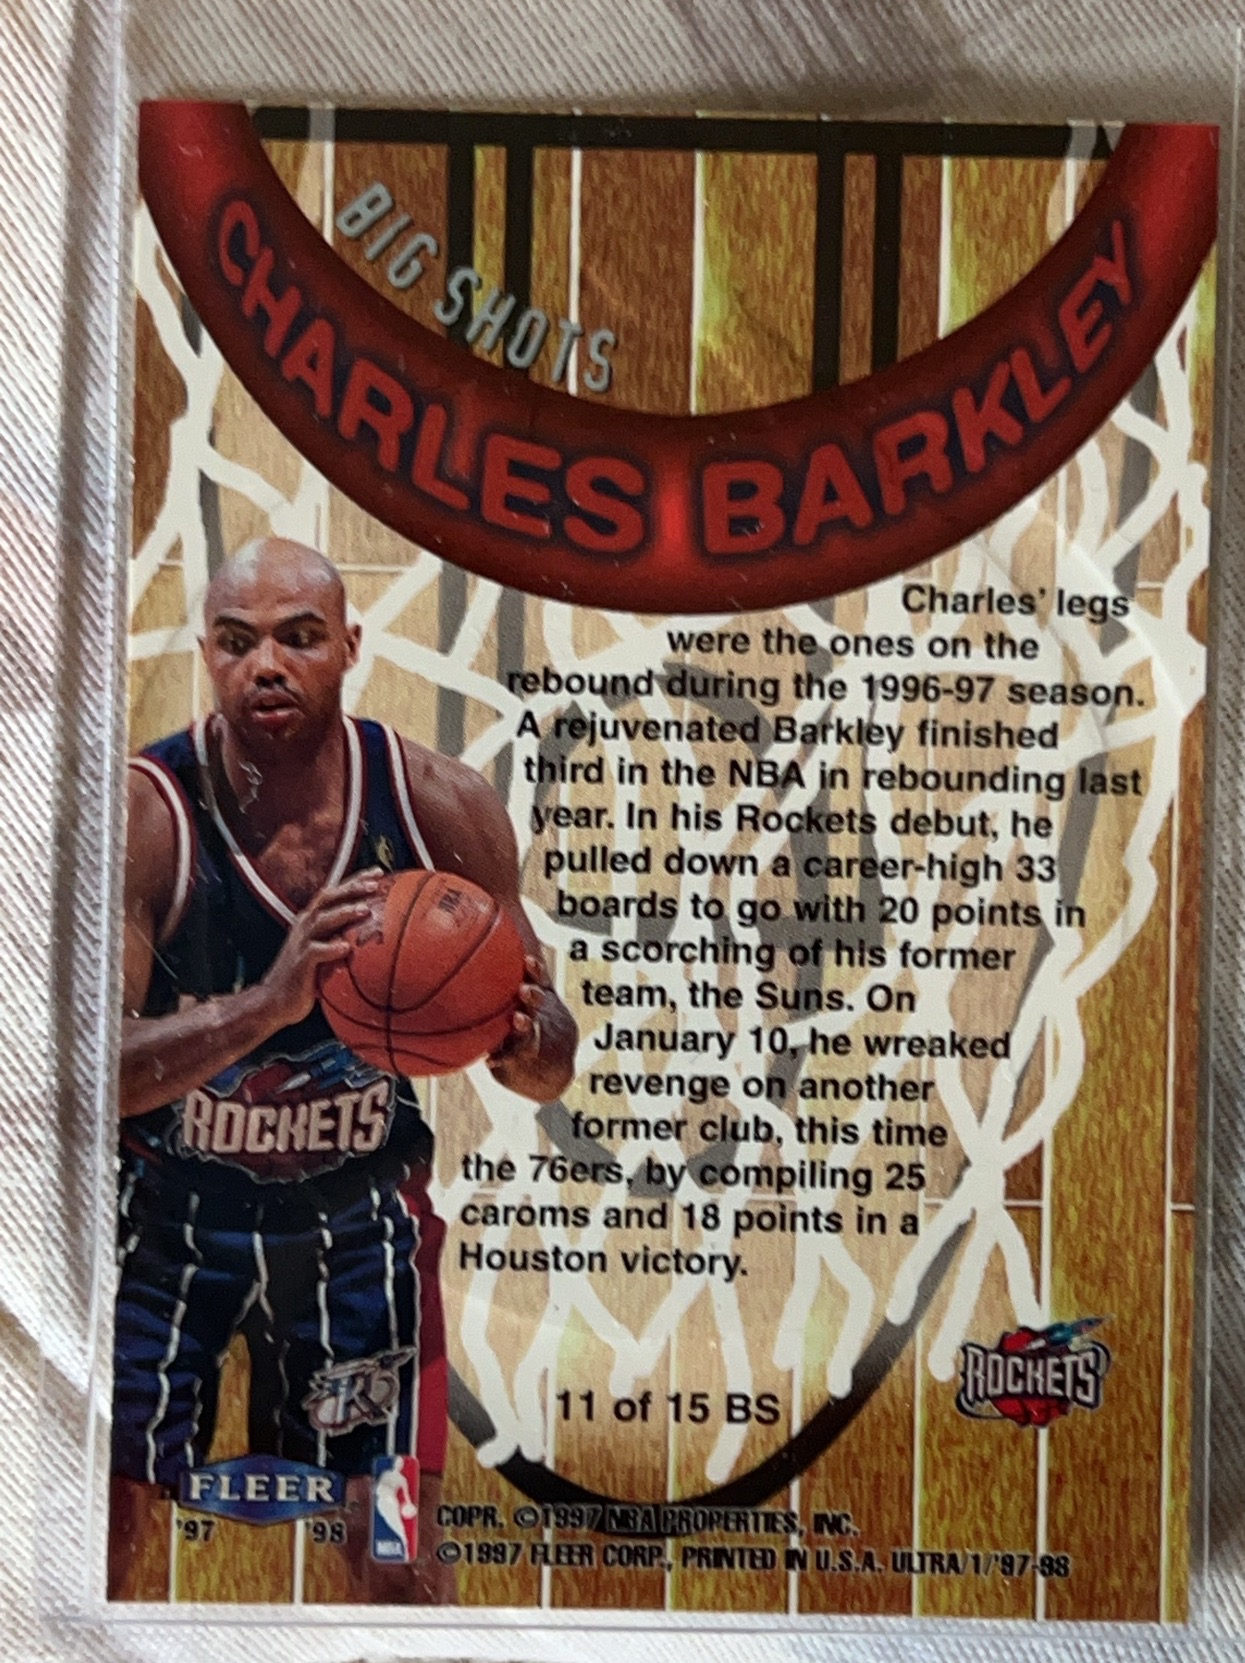 BIG SHOTS
CHARLES BARKLEY
Charles' legs
were the ones on the
rebound during the 1996-97 season.
A rejuvenated Barkley finished
third in the NBA in rebounding last
year. In his Rockets debut, he
pulled down a career-high 33
boards to go with 20 points in
a scorching of his former
team, the Suns. On
January 10, he wreaked
revenge on another
former club, this time
the 76ers, by compiling 25
caroms and 18 points in a
Houston victory.
ROCKETS
ROCKETS
11 of 15 BS
FLEER
'97 '98
NBA
COPR. ©1997 NBA PROPERTIES, INC.
©1997 FLEER CORP., PRINTED IN U.S.A. ULTRA/1/'97-98